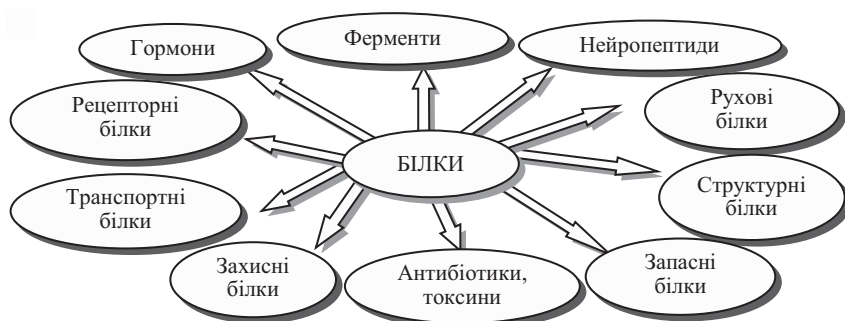 Гормони
Ферменти
Нейропептиди
Рецепторні
білки
Рухові
білки
БІЛКИ
Транспортні
білки
Структурні
білки
Захисні
білки
Антибіотики,
токсини
Запасні
білки